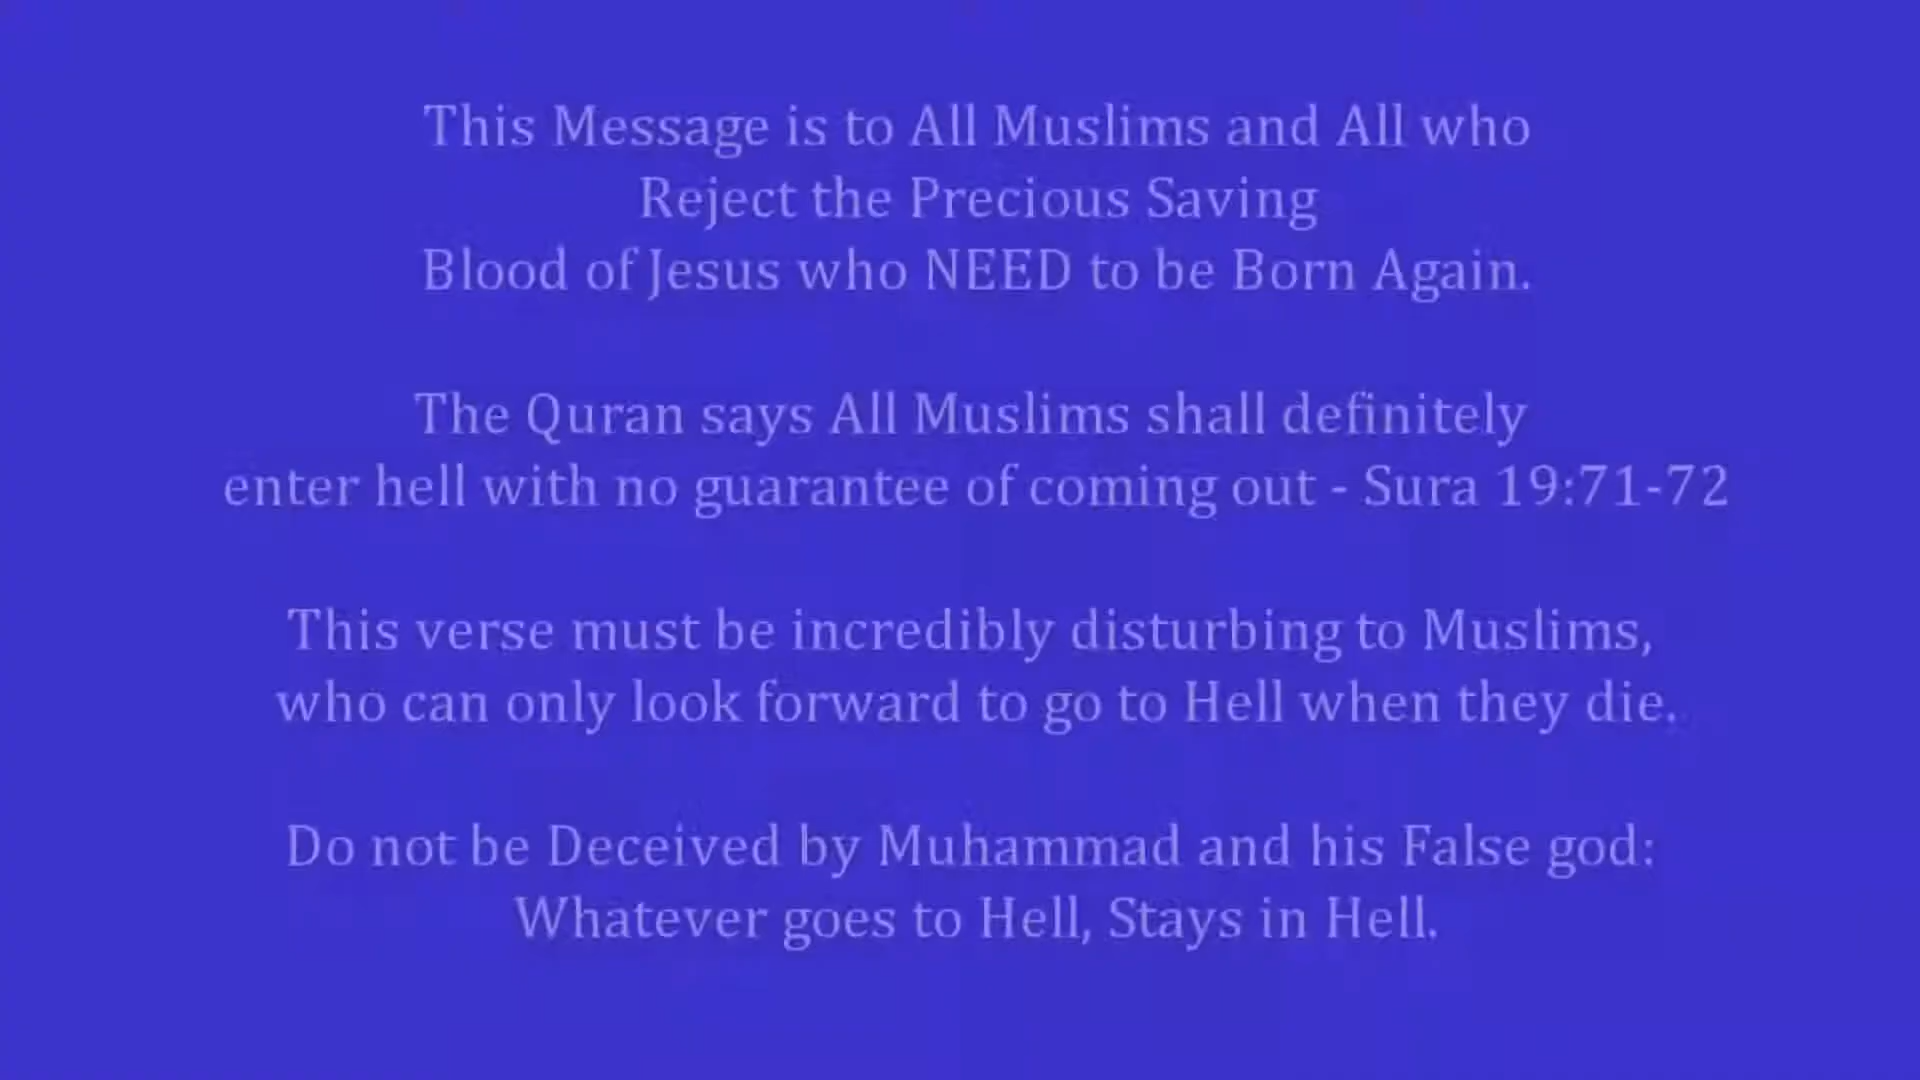 This Message is to All Muslims and All who
Reject the Precious Saving
Blood of Jesus who NEED to be Born Again.
The Quran says All Muslims shall definitely
enter hell with no guarantee of coming out - Sura 19:71-72
This verse must be incredibly disturbing to Muslims,
who can only look forward to go to Hell when they die.
Do not be Deceived by Muhammad and his False god:
Whatever goes to Hell, Stays in Hell.